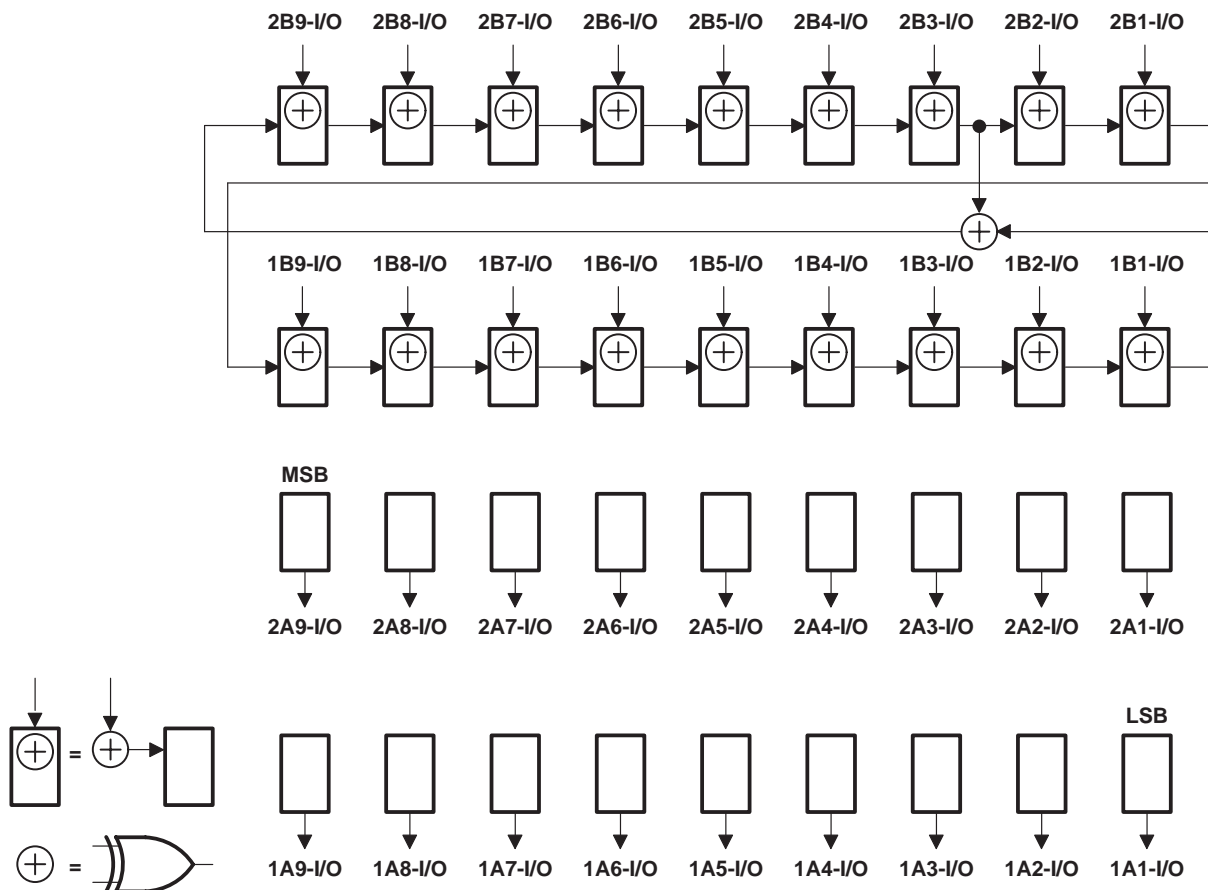 2B9-I/O 2B8-I/O 2B7-I/O 2B6-I/O 2B5-I/O 2B4-I/O 2B3-I/O 2B2-I/O 2B1-I/O
1B9-I/O 1B8-I/O 1B7-I/O 1B6-I/O 1B5-I/O 1B4-I/O 1B3-I/O 1B2-I/O 1B1-I/O
MSB
2A9-I/O 2A8-I/O 2A7-I/O 2A6-I/O 2A5-I/O 2A4-I/O 2A3-I/O 2A2-I/O 2A1-I/O
LSB
=
=
1A9-I/O 1A8-I/O 1A7-I/O 1A6-I/O 1A5-I/O 1A4-I/O 1A3-I/O 1A2-I/O 1A1-I/O